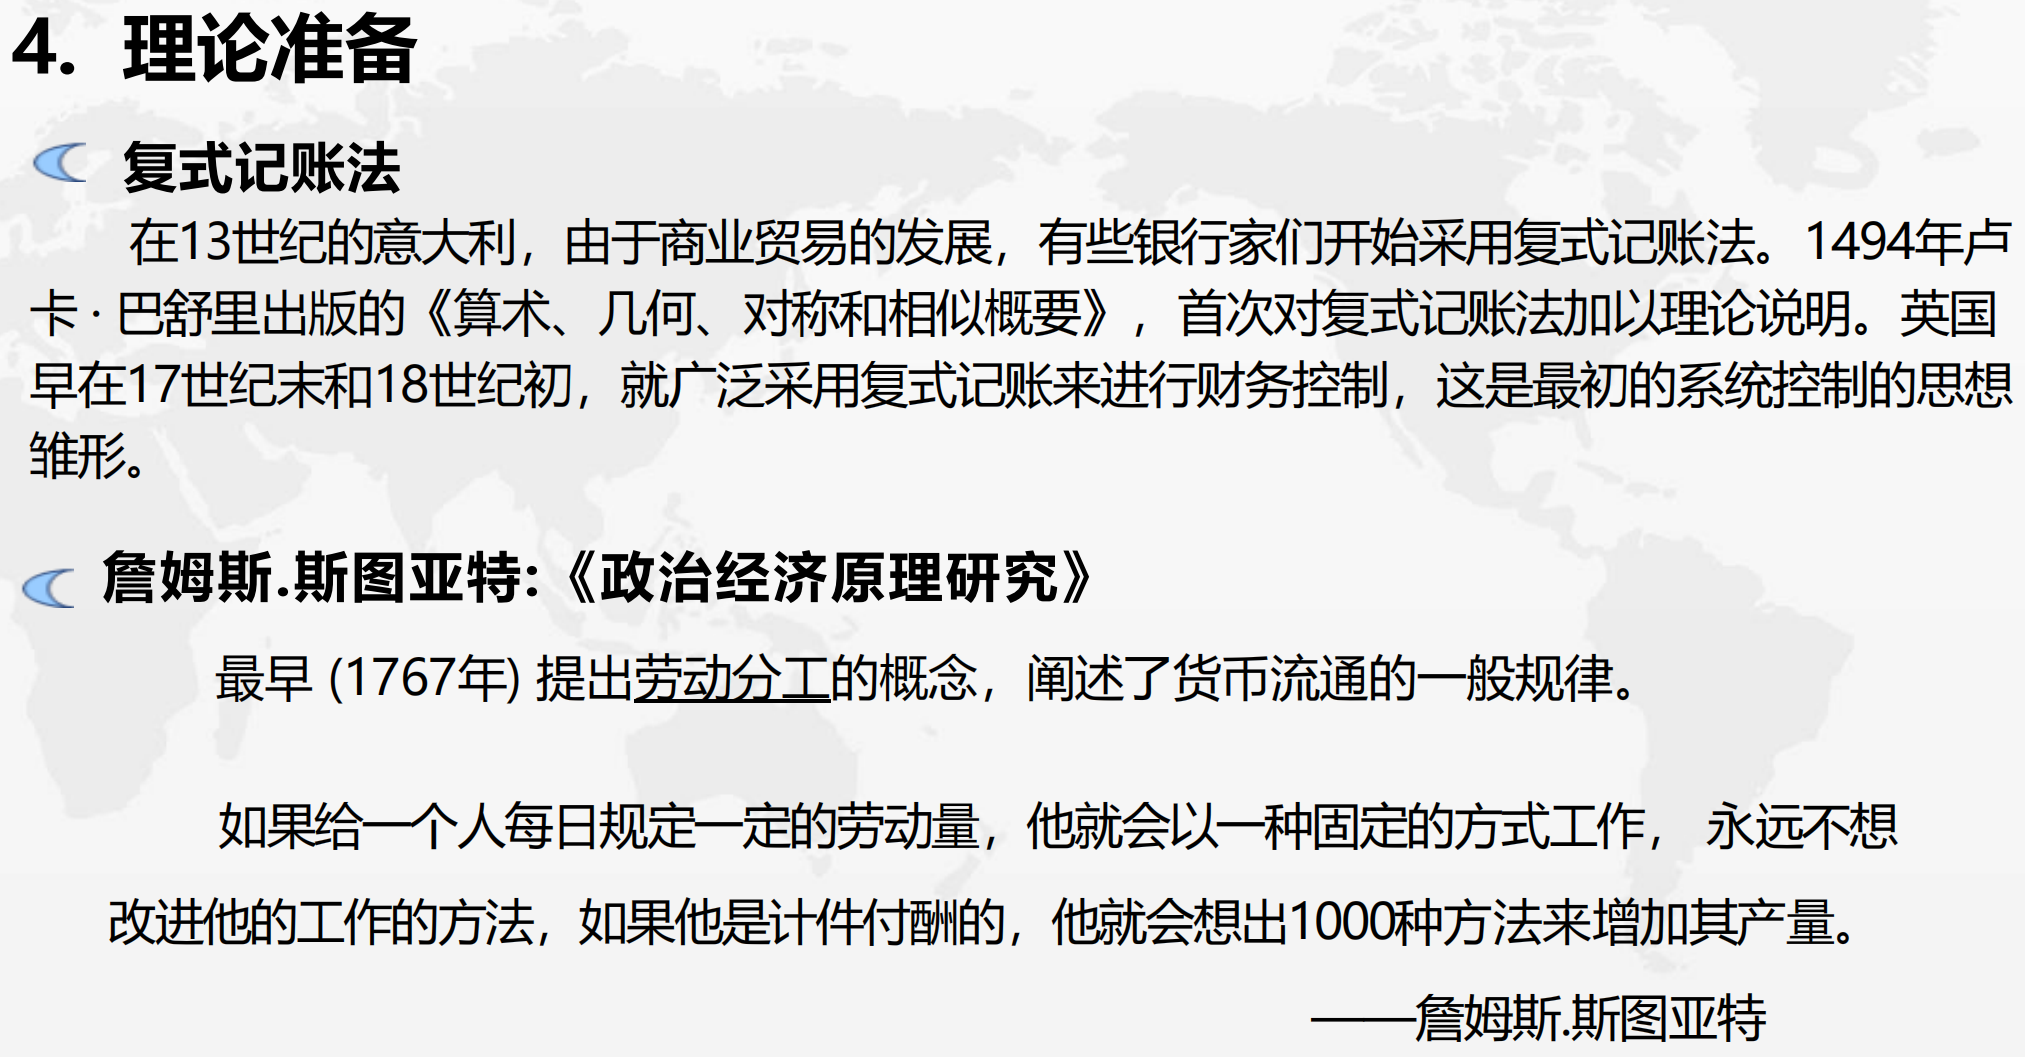 4. 理论准备
复式记账法
在13世纪的意大利，由于商业贸易的发展，有些银行家们开始采用复式记账法。1494年卢
卡·巴舒里出版的《算术、几何、对称和相似概要》，首次对复式记账法加以理论说明。英国
早在17世纪末和18世纪初，就广泛采用复式记账来进行财务控制，这是最初的系统控制的思想
雏形。
詹姆斯.斯图亚特:《政治经济原理研究》
最早 (1767年) 提出劳动分工的概念，阐述了货币流通的一般规律。
如果给一个人每日规定一定的劳动量，他就会以一种固定的方式工作， 永远不想
改进他的工作的方法，如果他是计件付酬的，他就会想出1000种方法来增加其产量。
——詹姆斯.斯图亚特